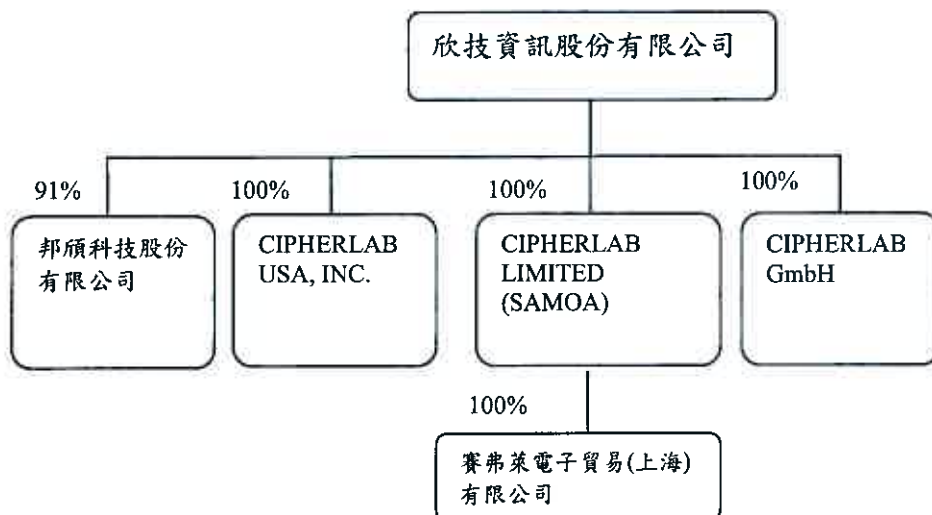 欣技資訊股份有限公司
91%
100%
100%
100%
邦頎科技股份
有限公司
CIPHERLAB
USA, INC.
CIPHERLAB
LIMITED
(SAMOA)
CIPHERLAB
GmbH
100%
賽弗萊電子貿易(上海)
有限公司